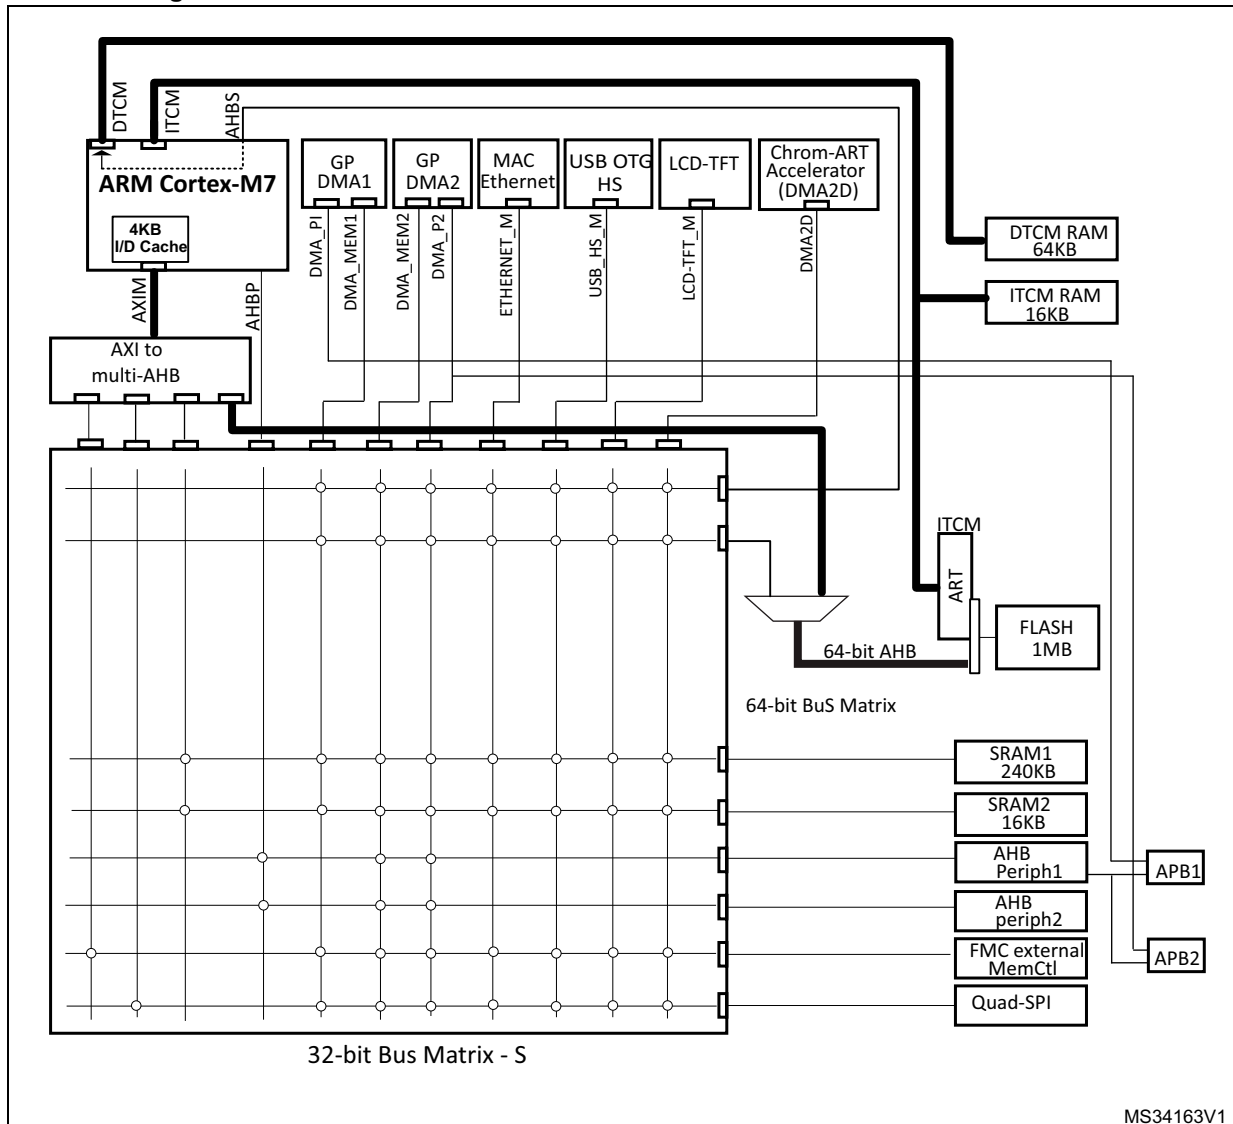 DTCM
ITCM
AHBS
ARM Cortex-M7
4KB
I/D Cache
GP
DMA1
GP
DMA2
MAC
Ethernet
USB OTG
HS
LCD-TFT
Chrom-ART
Accelerator
(DMA2D)
DTCM RAM
64KB
ITCM RAM
16KB
AXIM
AHBP
DMA_PI
DMA_MEM1
DMA_MEM2
DMA_P2
ETHERNET_M
USB_HS_M
LCD-TFT_M
DMA2D
AXI to
multi-AHB
ITCM
ART
FLASH
1MB
64-bit AHB
64-bit BuS Matrix
SRAM1
240KB
SRAM2
16KB
AHB
Periph1
APB1
AHB
periph2
FMC external
MemCtl
APB2
Quad-SPI
32-bit Bus Matrix - S
MS34163V1